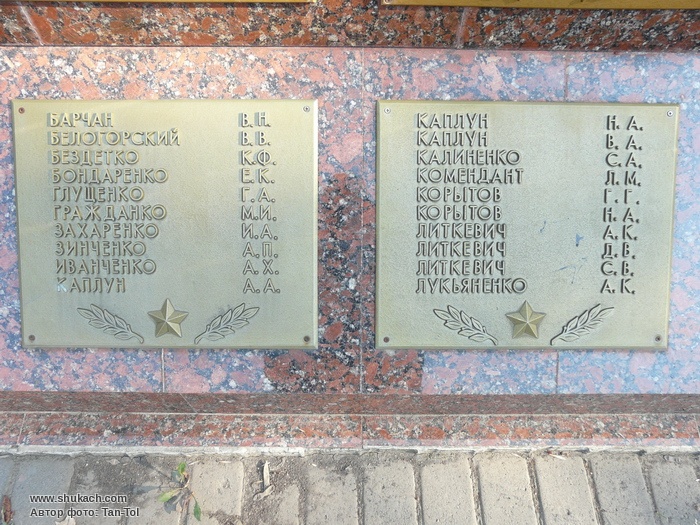 БАРЧАН В.Н.
БЕЛОГОРСКИЙ В.В.
БЕЗДЕТКО К.Ф.
БОНДАРЕНКО Е.К.
ГЛУЩЕНКО Г.А.
ГРАЖДАНКО М.И.
ЗАХАРЕНКО И.А.
ЗИНЧЕНКО А.П.
ИВАНЧЕНКО А.Х.
КАПЛУН А.А.
КАПЛУН Н.А.
КАПЛУН В.А.
КАЛИНЕНКО С.А.
КОМЕНДАНТ Л.М.
КОРЫТОВ Г.Г.
КОРЫТОВ Н.А.
ЛИТКЕВИЧ А.К.
ЛИТКЕВИЧ Д.В.
ЛИТКЕВИЧ С.В.
ЛУКЬЯНЕНКО А.К.
www.shukach.com
Автор фото: Tan-Tol